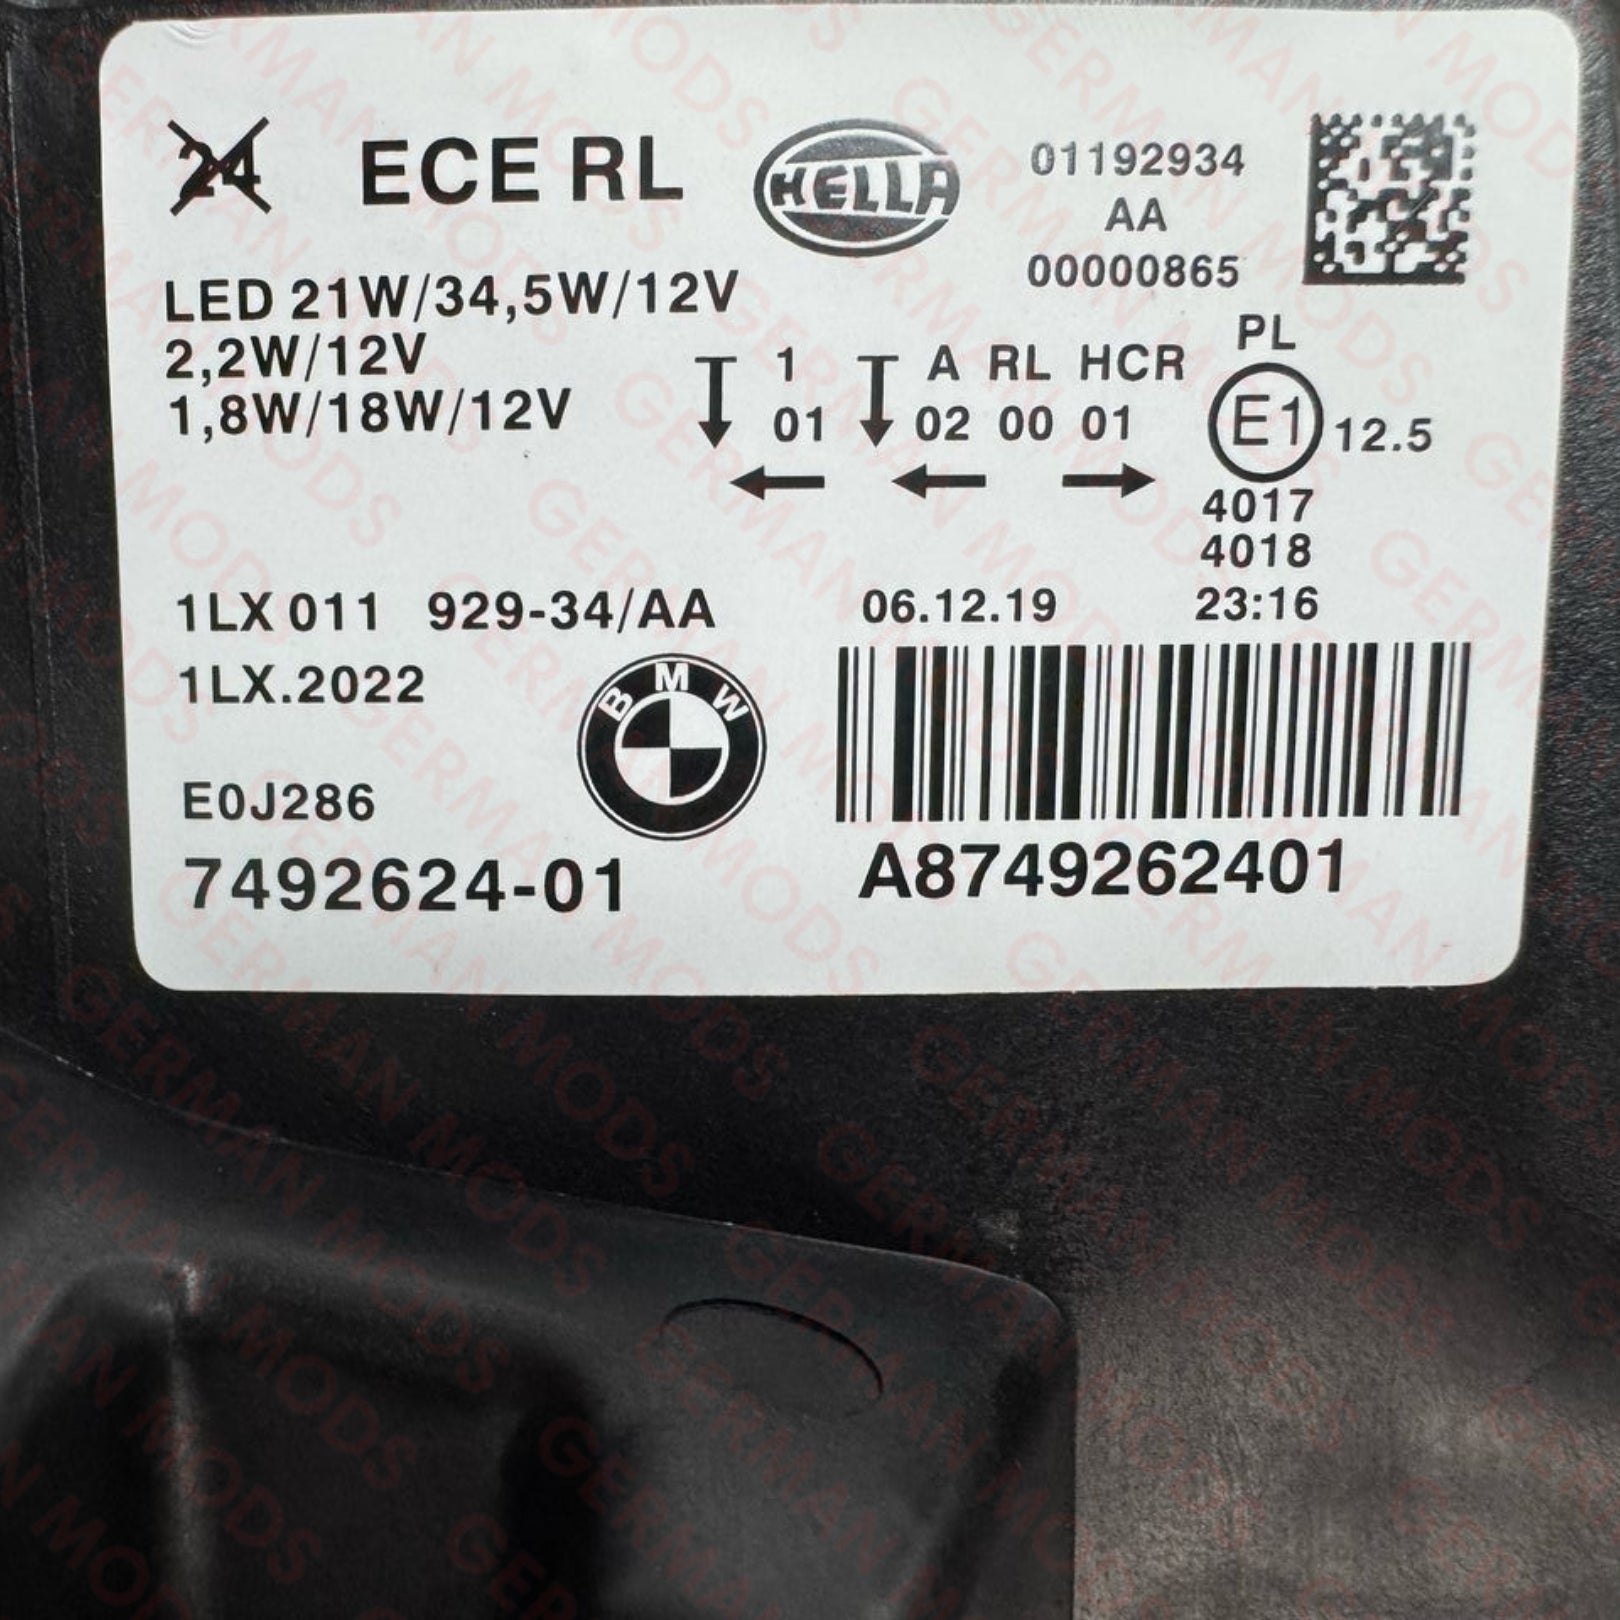 24 ECE RL HELLA 01192934
AA
00000865
LED 21W/34,5W/12V
2,2W/12V
1,8W/18W/12V
PL
1 A RL HCR
01 02 00 01
E1 12.5
4017
4018
1LX 011 929-34/AA 06.12.19 23:16
1LX.2022
BMW
E0J286
7492624-01 A8749262401
GERMAN MODS